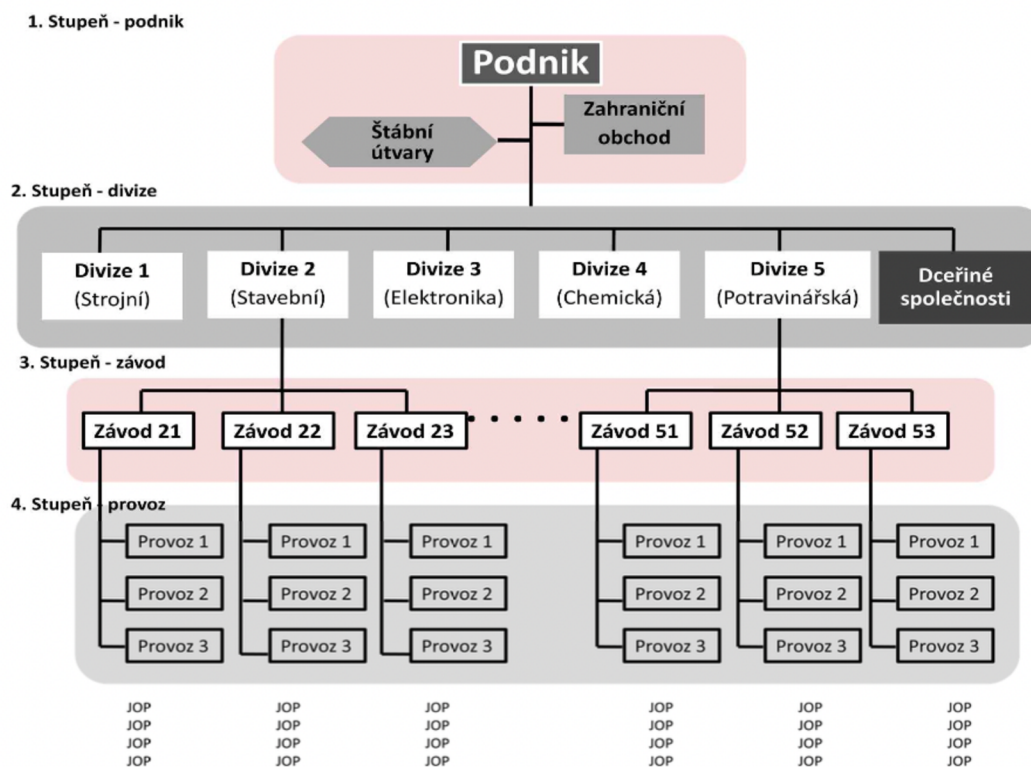 1. Stupeň - podnik
Podnik
Štábní
útvary
Zahraniční
obchod
2. Stupeň - divize
Divize 1
(Strojní)
Divize 2
(Stavební)
Divize 3
(Elektronika)
Divize 4
(Chemická)
Divize 5
(Potravinářská)
Dceřiné
společnosti
3. Stupeň - závod
Závod 21
Závod 22
Závod 23
. . . . . .
Závod 51
Závod 52
Závod 53
4. Stupeň - provoz
Provoz 1 Provoz 1 Provoz 1 Provoz 1 Provoz 1 Provoz 1
Provoz 2 Provoz 2 Provoz 2 Provoz 2 Provoz 2 Provoz 2
Provoz 3 Provoz 3 Provoz 3 Provoz 3 Provoz 3 Provoz 3
JOP JOP JOP JOP JOP JOP
JOP JOP JOP JOP JOP JOP
JOP JOP JOP JOP JOP JOP
JOP JOP JOP JOP JOP JOP